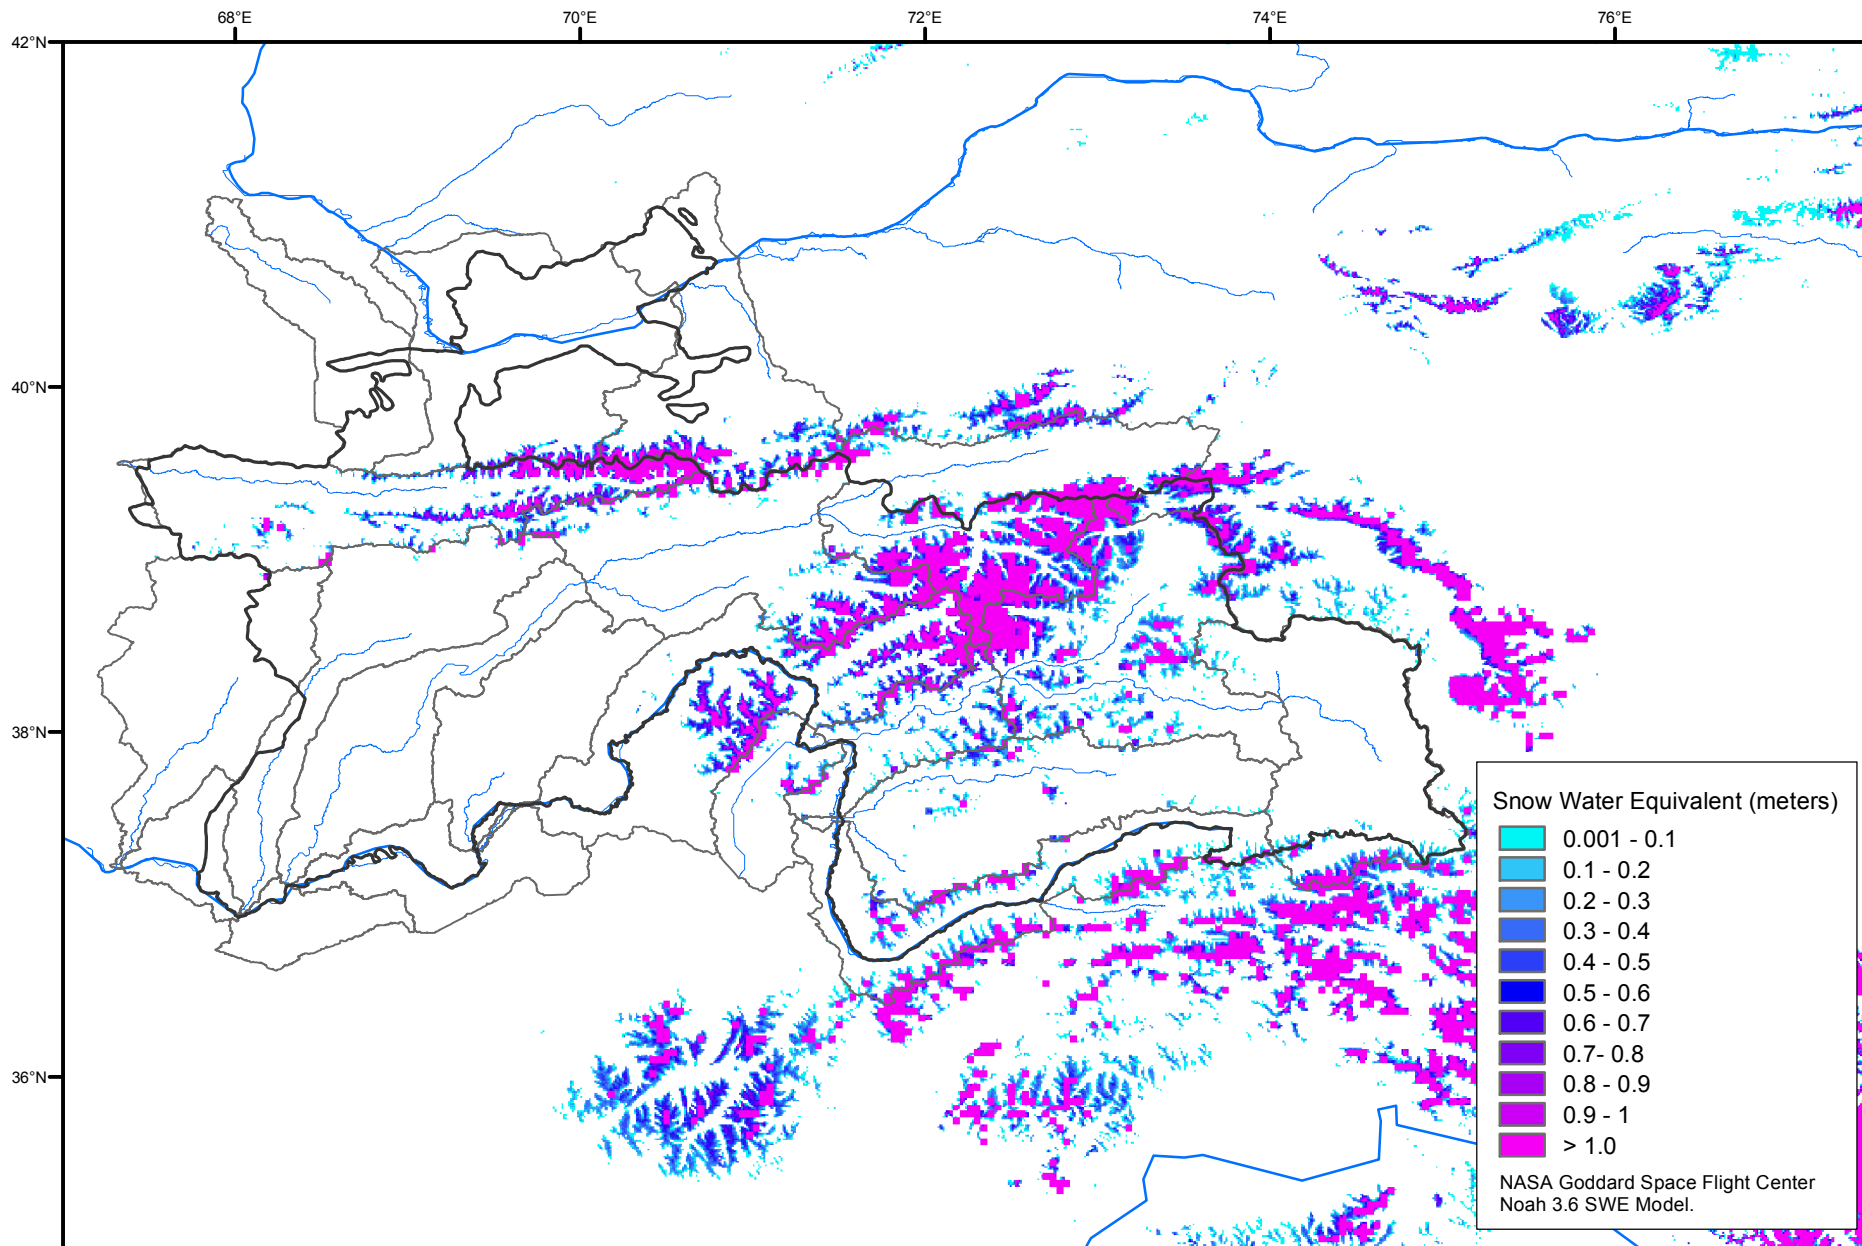 68°E
70°E
72°E
74°E
76°E
42°N
40°N
38°N
36°N
Snow Water Equivalent (meters)
0.001 - 0.1
0.1 - 0.2
0.2 - 0.3
0.3 - 0.4
0.4 - 0.5
0.5 - 0.6
0.6 - 0.7
0.7- 0.8
0.8 - 0.9
0.9 - 1
> 1.0
NASA Goddard Space Flight Center
Noah 3.6 SWE Model.